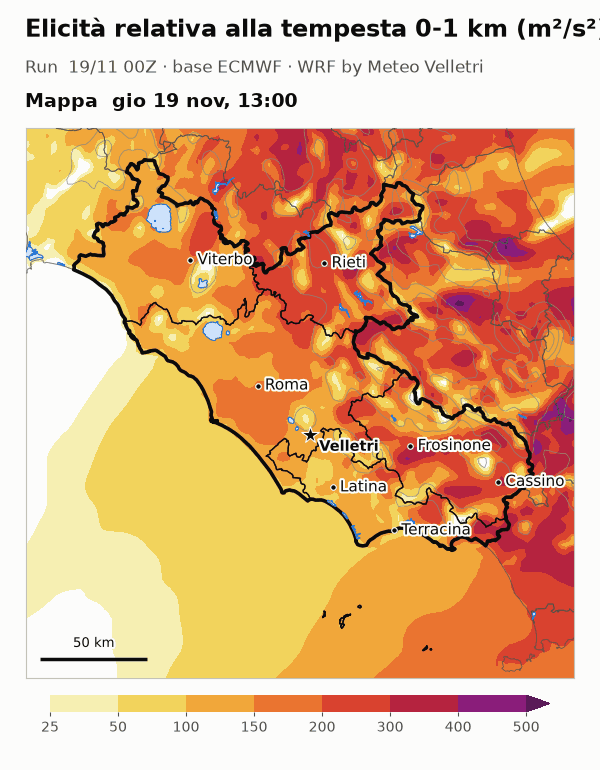 Elicità relativa alla tempesta 0-1 km (m²/s²)
Run 19/11 00Z · base ECMWF · WRF by Meteo Velletri
Mappa gio 19 nov, 13:00
Viterbo
Rieti
Roma
Velletri
Frosinone
Latina
Cassino
Terracina
50 km
25 50 100 150 200 300 400 500